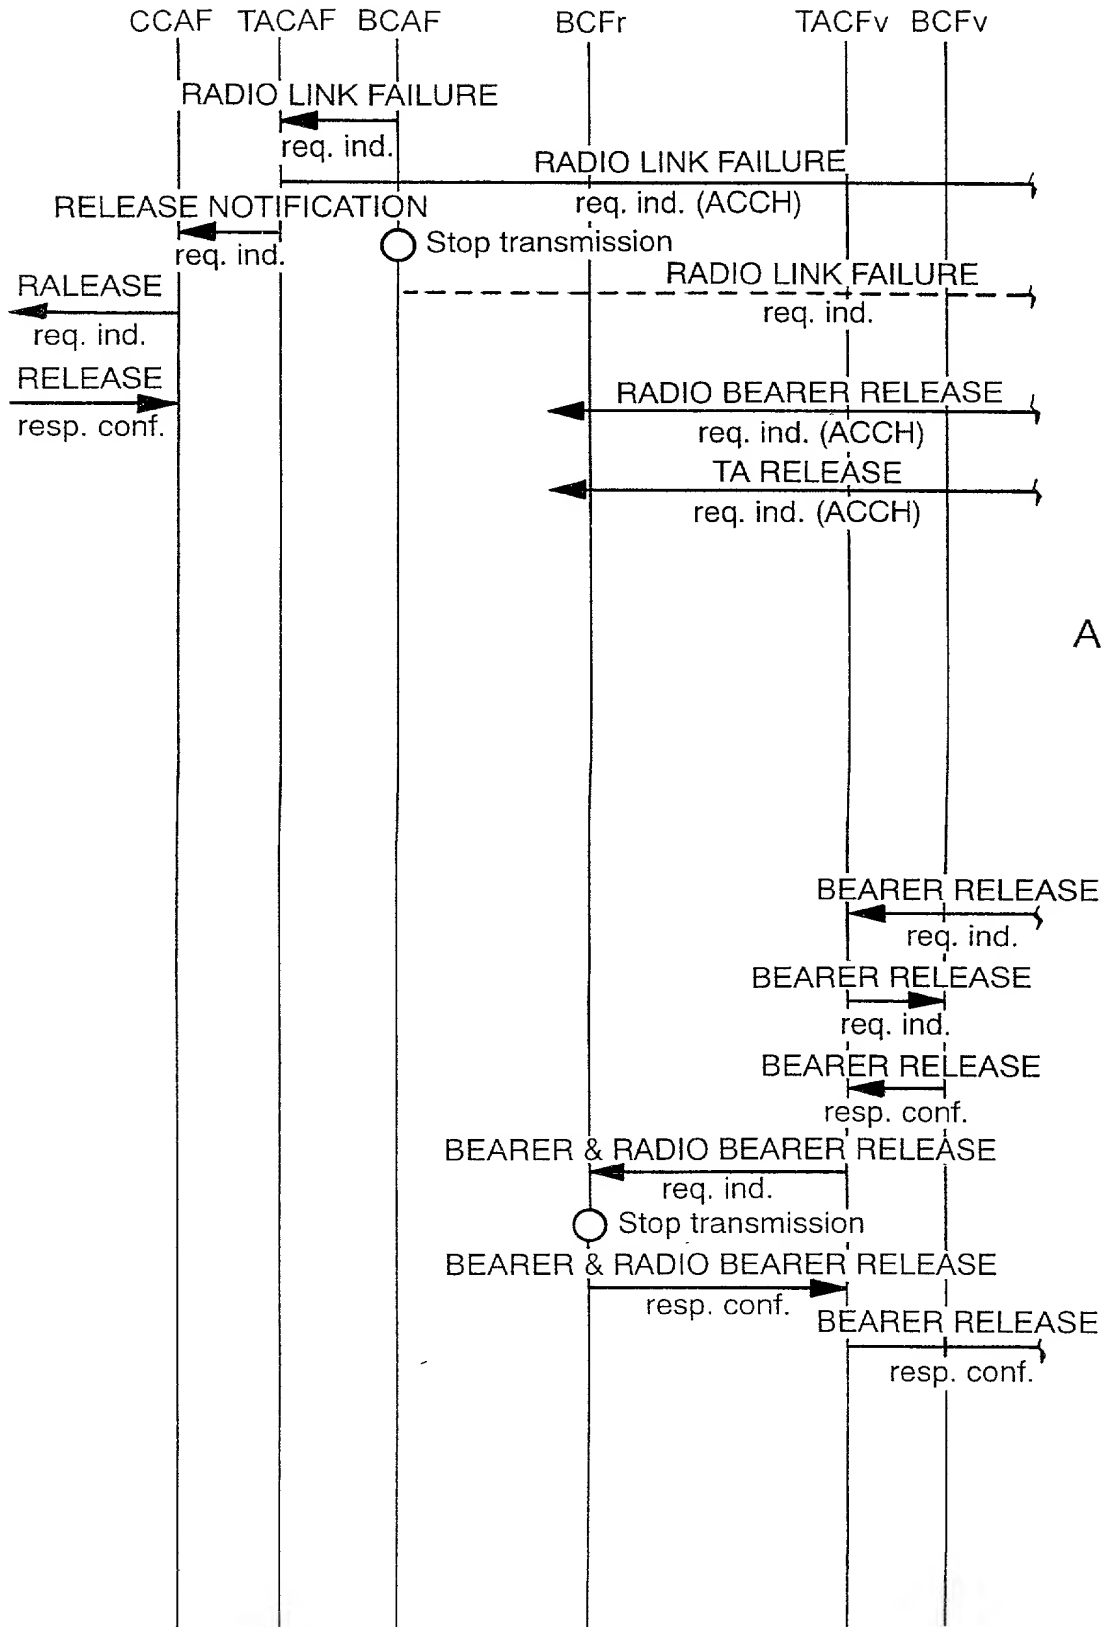 CCAF TACAF BCAF BCFr TACFv BCFv
RADIO LINK FAILURE
req. ind.
RADIO LINK FAILURE
req. ind. (ACCH)
RELEASE NOTIFICATION
req. ind.
Stop transmission
RADIO LINK FAILURE
req. ind.
RALEASE
req. ind.
RELEASE
resp. conf.
RADIO BEARER RELEASE
req. ind. (ACCH)
TA RELEASE
req. ind. (ACCH)
A
BEARER RELEASE
req. ind.
BEARER RELEASE
req. ind.
BEARER RELEASE
resp. conf.
BEARER & RADIO BEARER RELEASE
req. ind.
Stop transmission
BEARER & RADIO BEARER RELEASE
resp. conf.
BEARER RELEASE
resp. conf.